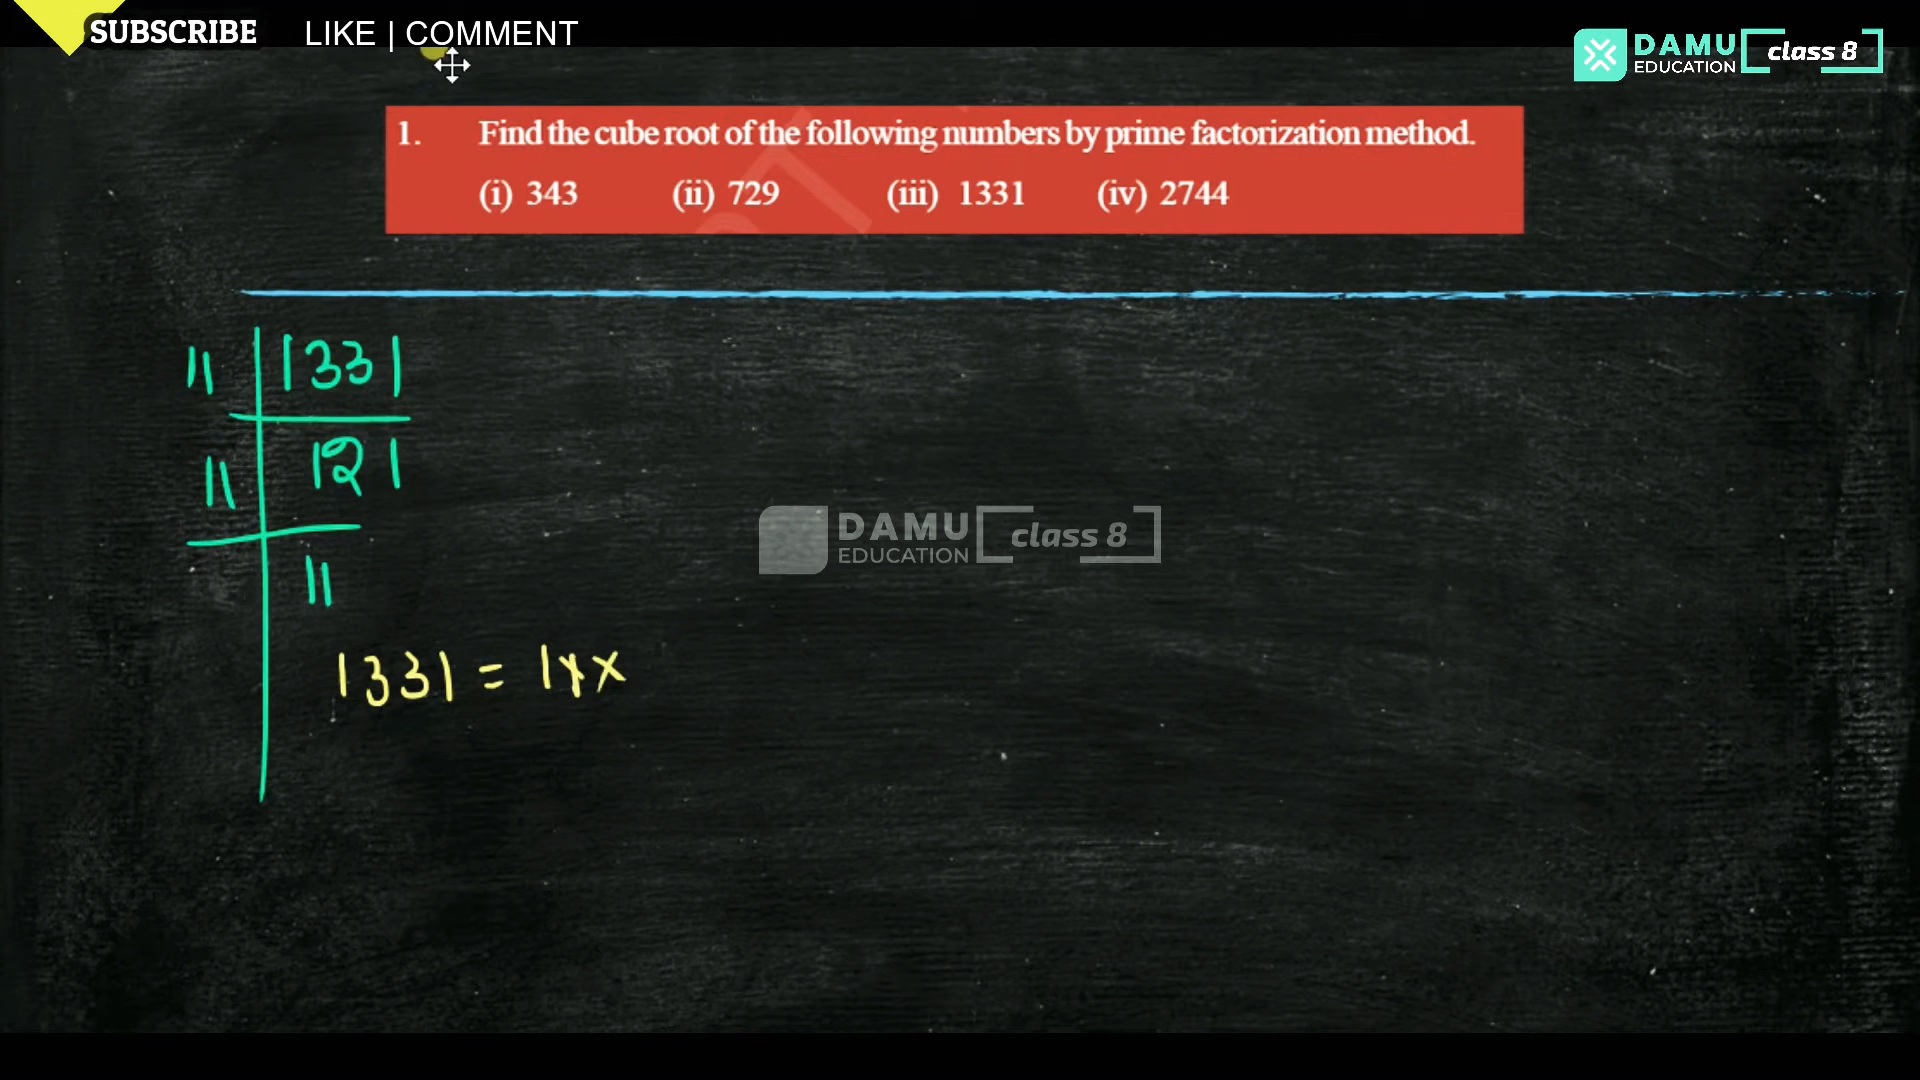 SUBSCRIBE LIKE | COMMENT
DAMU EDUCATION class 8
1. Find the cube root of the following numbers by prime factorization method.
(i) 343 (ii) 729 (iii) 1331 (iv) 2744
11 1331
11 121
11
1331 =
DAMU EDUCATION class 8